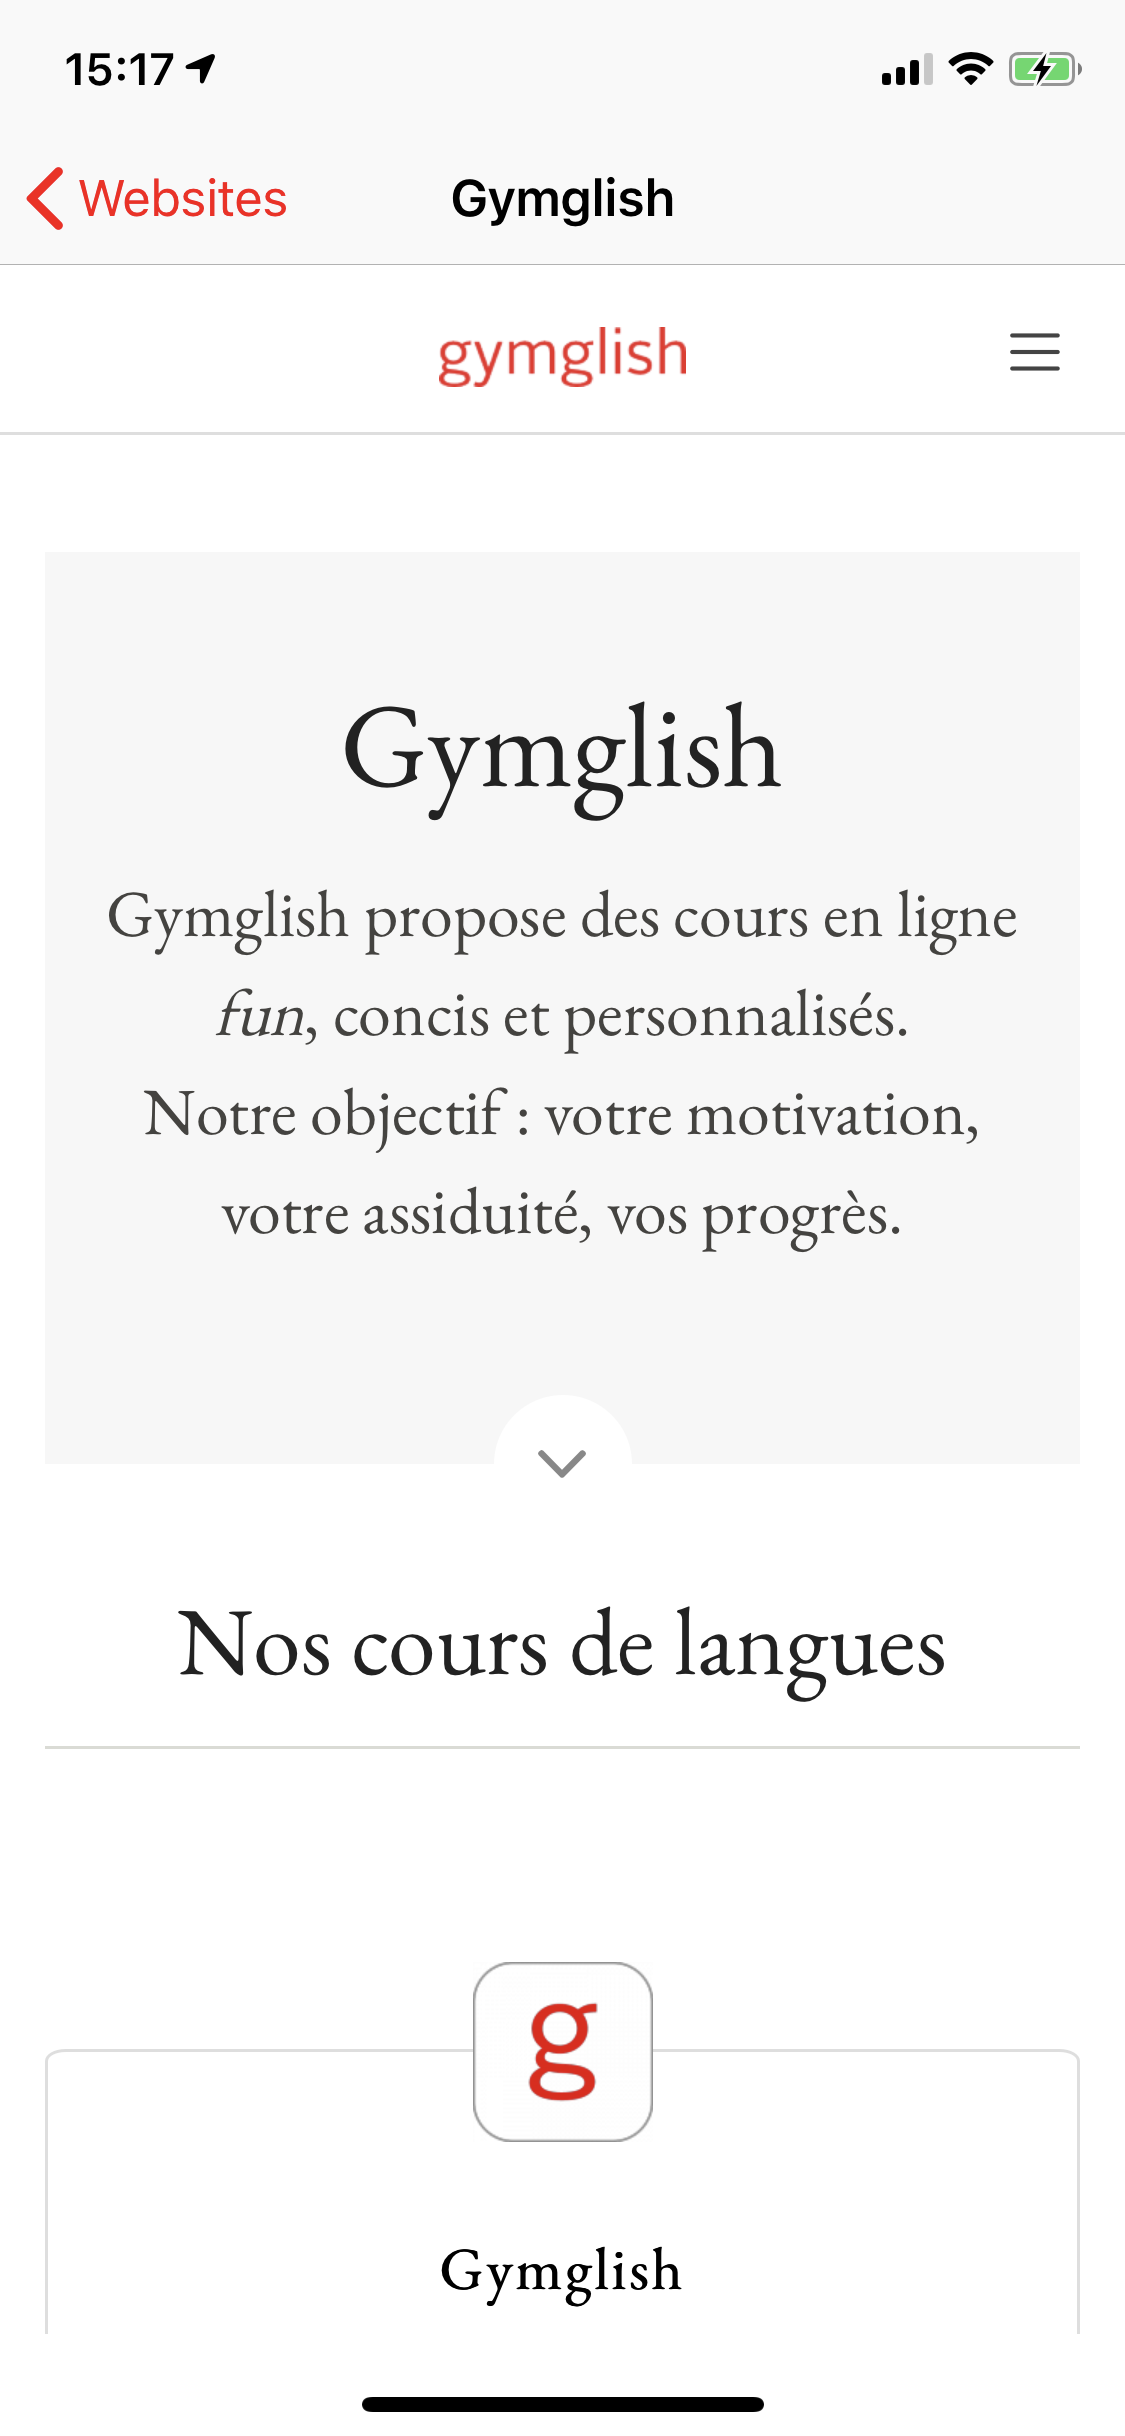 15:17
Websites
Gymglish
gymglish
Gymglish
Gymglish propose des cours en ligne
fun, concis et personnalisés.
Notre objectif : votre motivation,
votre assiduité, vos progrès.
Nos cours de langues
g
Gymglish